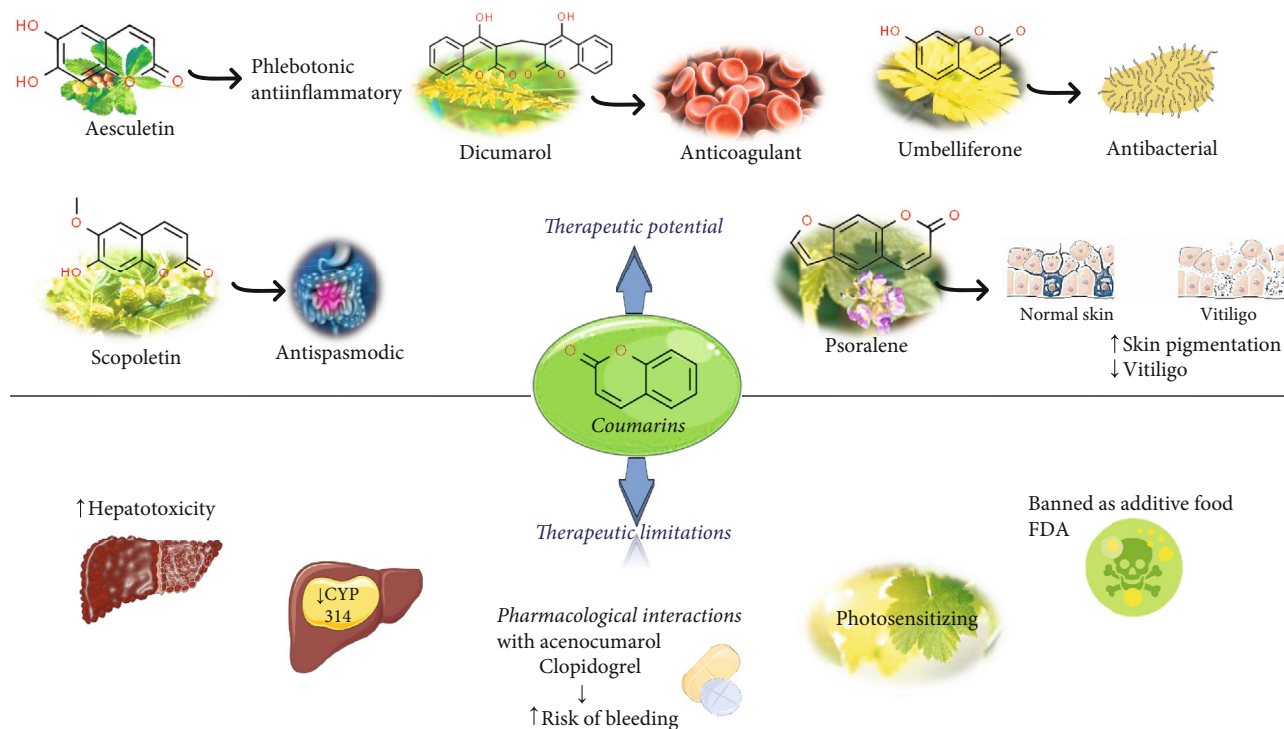 HO
HO
O
O
Aesculetin
Phlebotonic
antiinflammatory
OH
OH
O
O
O
O
Dicumarol
Anticoagulant
HO
O
O
Umbelliferone
Antibacterial
O
HO
O
O
Scopoletin
Antispasmodic
Therapeutic potential
O
O
O
Psoralene
Normal skin
Vitiligo
↑ Skin pigmentation
↓ Vitiligo
O
O
Coumarins
↑ Hepatotoxicity
↓CYP
314
Therapeutic limitations
Pharmacological interactions
with acenocumarol
Clopidogrel
↓
↑ Risk of bleeding
Photosensitizing
Banned as additive food
FDA